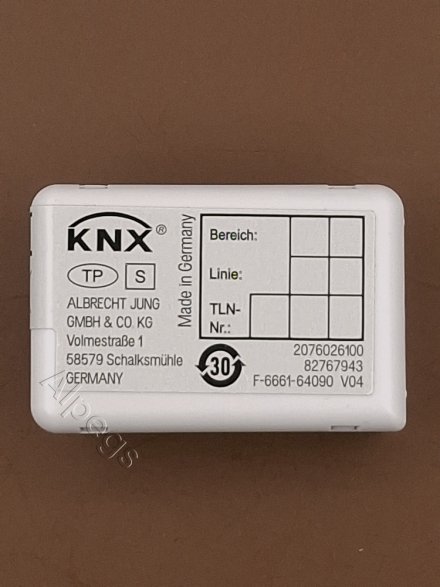 KNX®
TP S
ALBRECHT JUNG
GMBH & CO. KG
Volmestraße 1
58579 Schalksmühle
GERMANY
Made in Germany
Bereich:
Linie:
TLN-
Nr.:
30
2076026100
82767943
F-6661-64090 V04
Alpegs